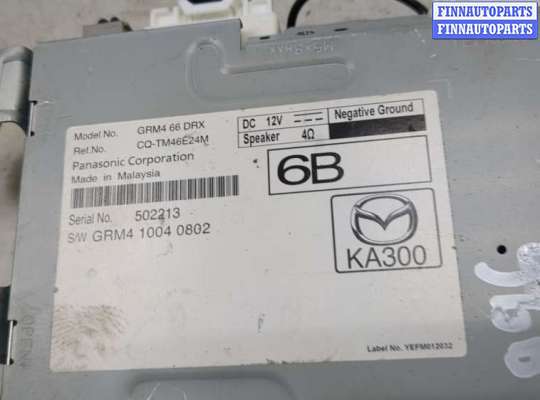 FINNAUTOPARTS
FINNAUTOPARTS
Model No. GRM4 66 DRX
Ref.No. CQ-TM46E24M
Panasonic Corporation
Made in Malaysia
DC 12V
Negative Ground
Speaker 4Ω
6B
Serial No. 502213
S/W GRM4 1004 0802
KA300
Label No. YEFM012032